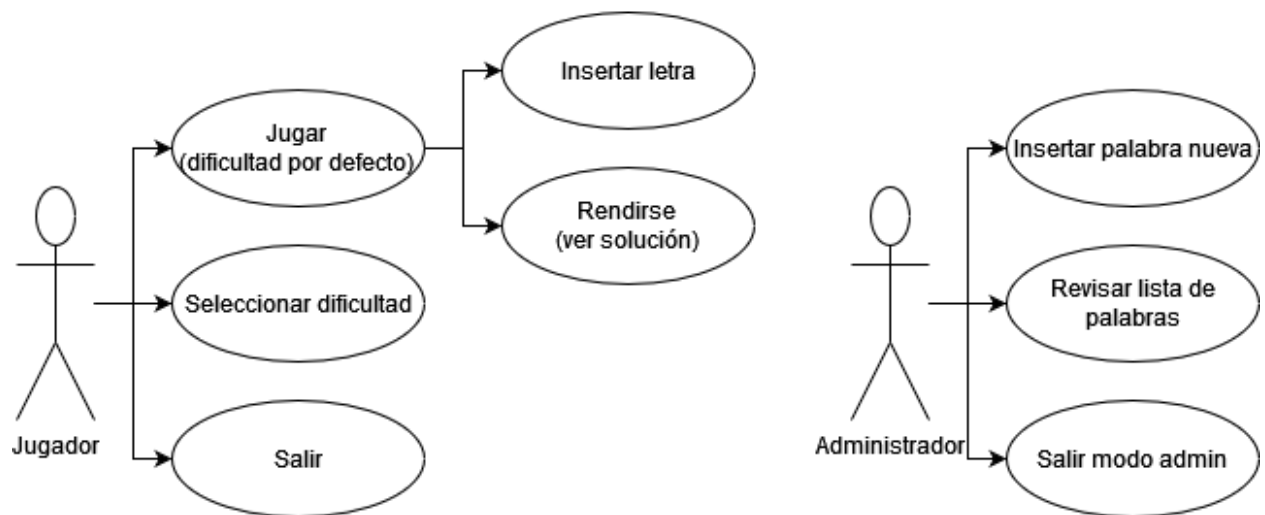 Insertar letra
Jugar
(dificultad por defecto)
Rendirse
(ver solución)
Seleccionar dificultad
Salir
Jugador
Insertar palabra nueva
Revisar lista de
palabras
Salir modo admin
Administrador